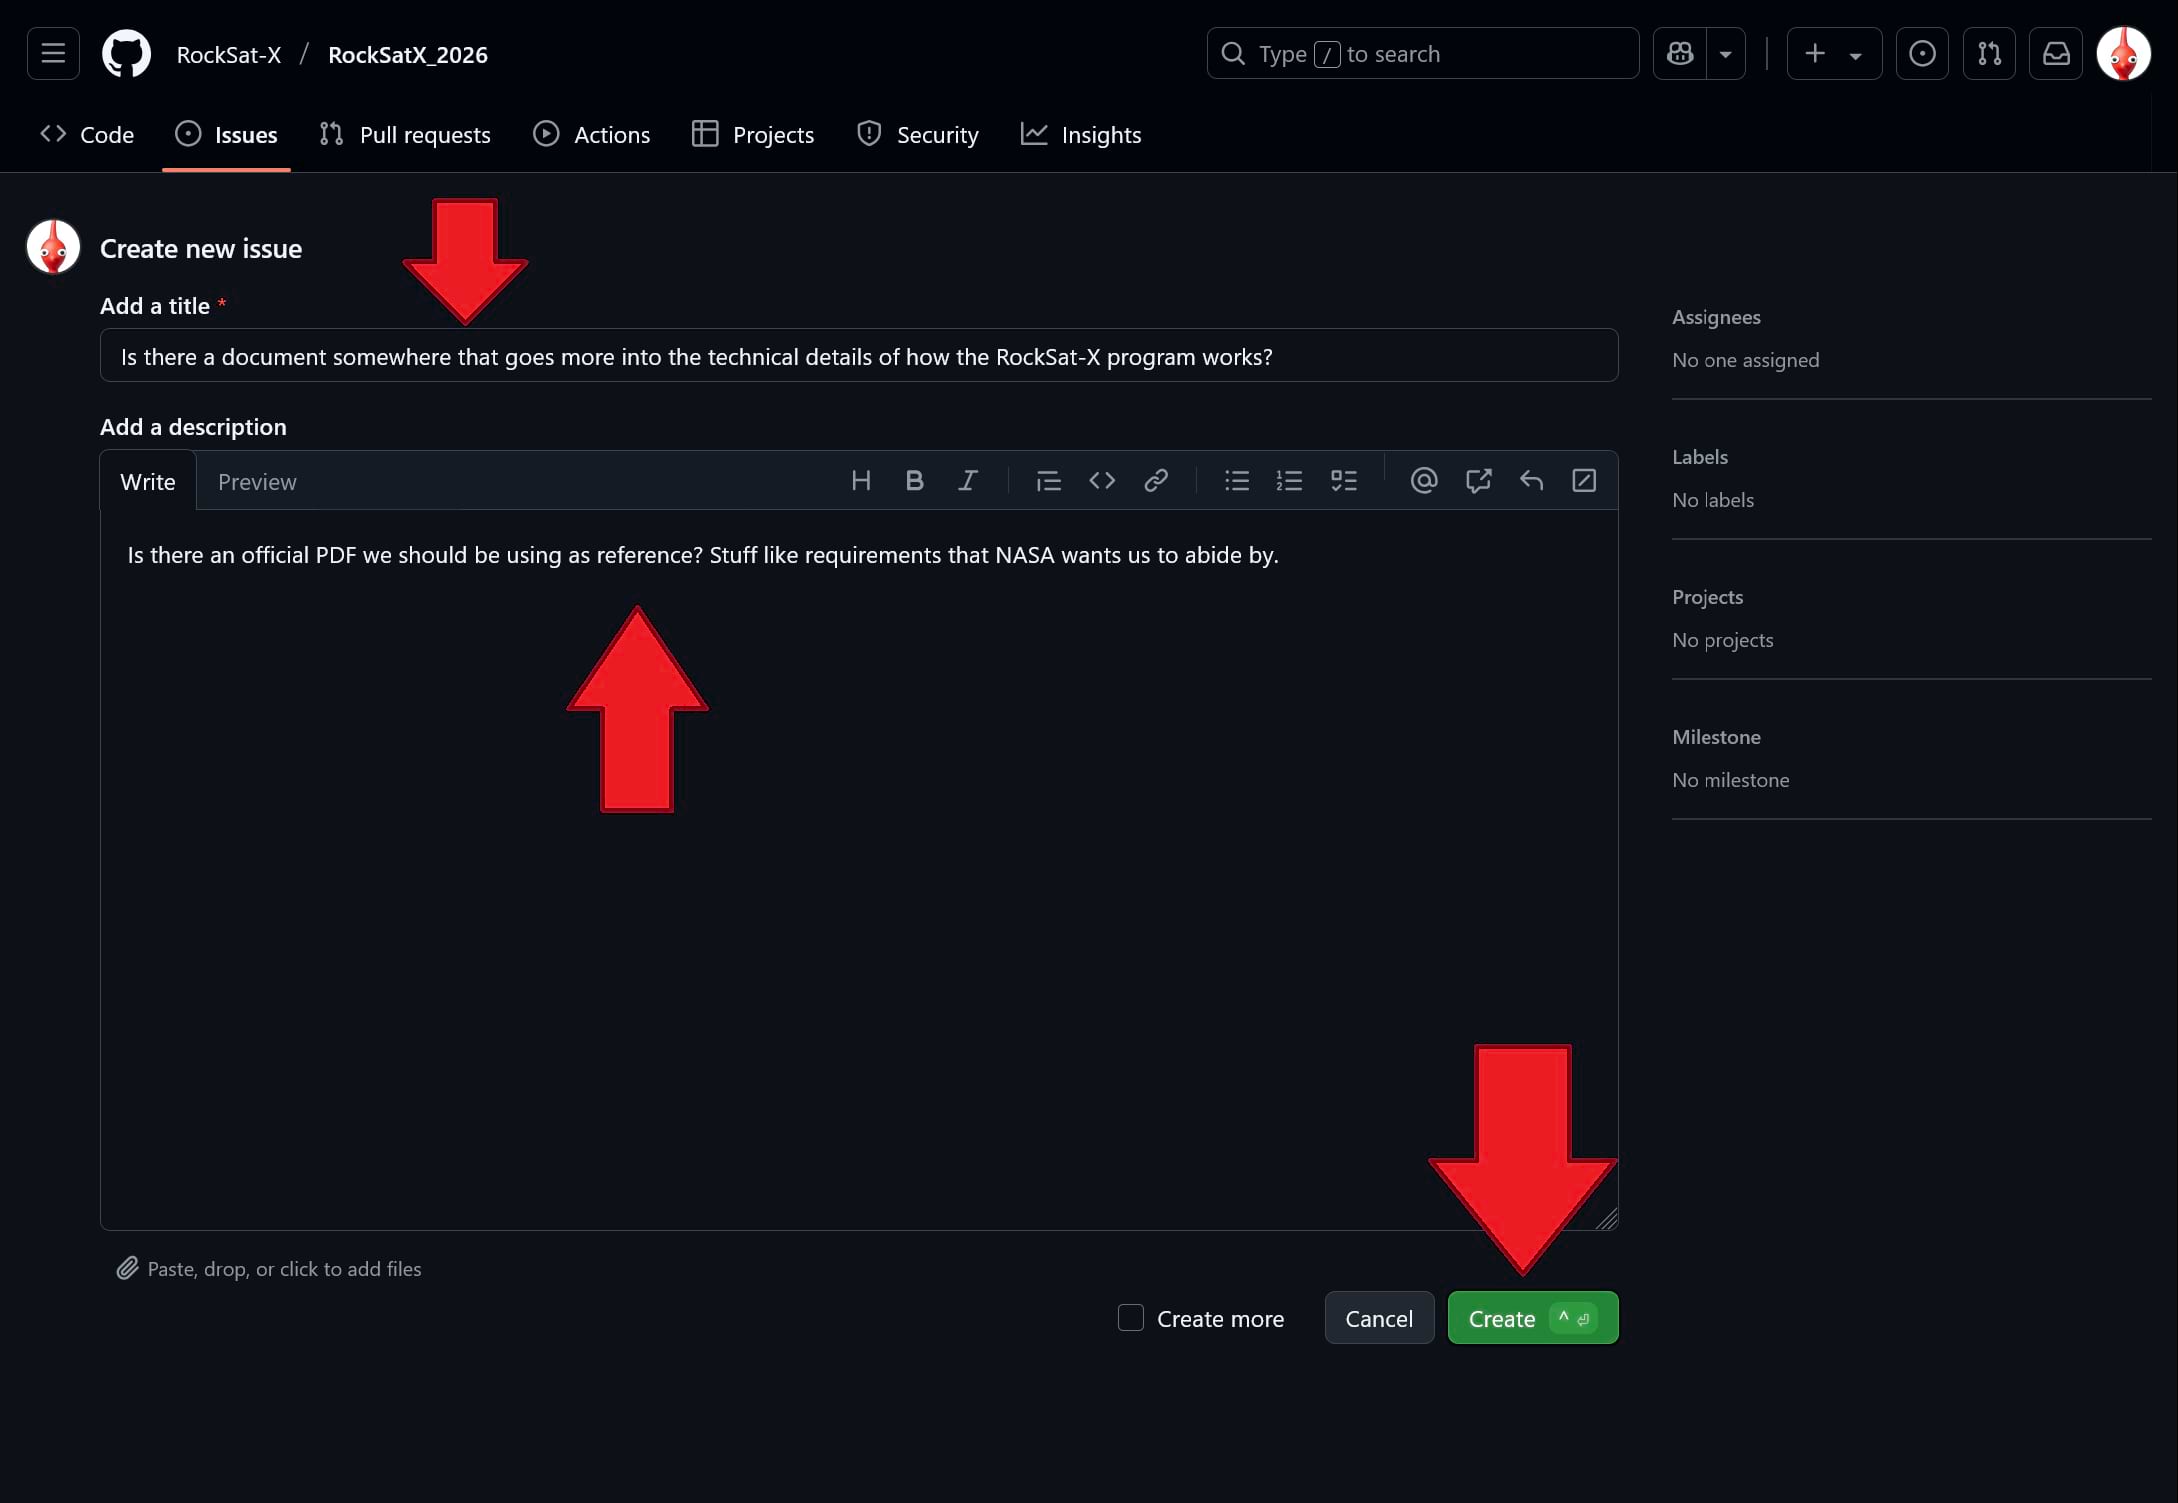 RockSat-X / RockSatX_2026
Type / to search
Code
Issues
Pull requests
Actions
Projects
Security
Insights
Create new issue
Add a title *
Is there a document somewhere that goes more into the technical details of how the RockSat-X program works?
Add a description
Write
Preview
Is there an official PDF we should be using as reference? Stuff like requirements that NASA wants us to abide by.
Paste, drop, or click to add files
Create more
Cancel
Create
Assignees
No one assigned
Labels
No labels
Projects
No projects
Milestone
No milestone